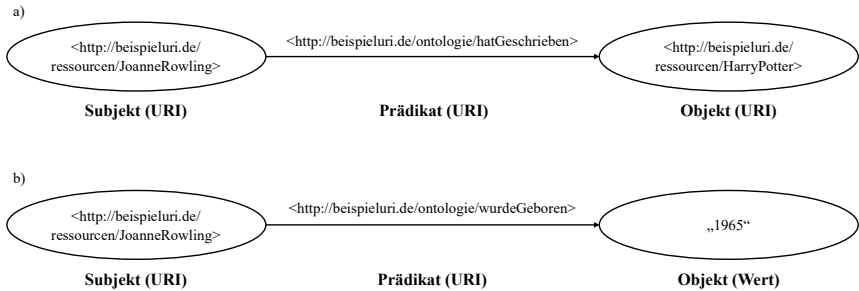 a)
<http://beispieluri.de/ontologie/hatGeschrieben>
<http://beispieluri.de/
ressourcen/JoanneRowling>
<http://beispieluri.de/
ressourcen/HarryPotter>
Subjekt (URI)
Prädikat (URI)
Objekt (URI)
b)
<http://beispieluri.de/ontologie/wurdeGeboren>
<http://beispieluri.de/
ressourcen/JoanneRowling>
„1965“
Subjekt (URI)
Prädikat (URI)
Objekt (Wert)